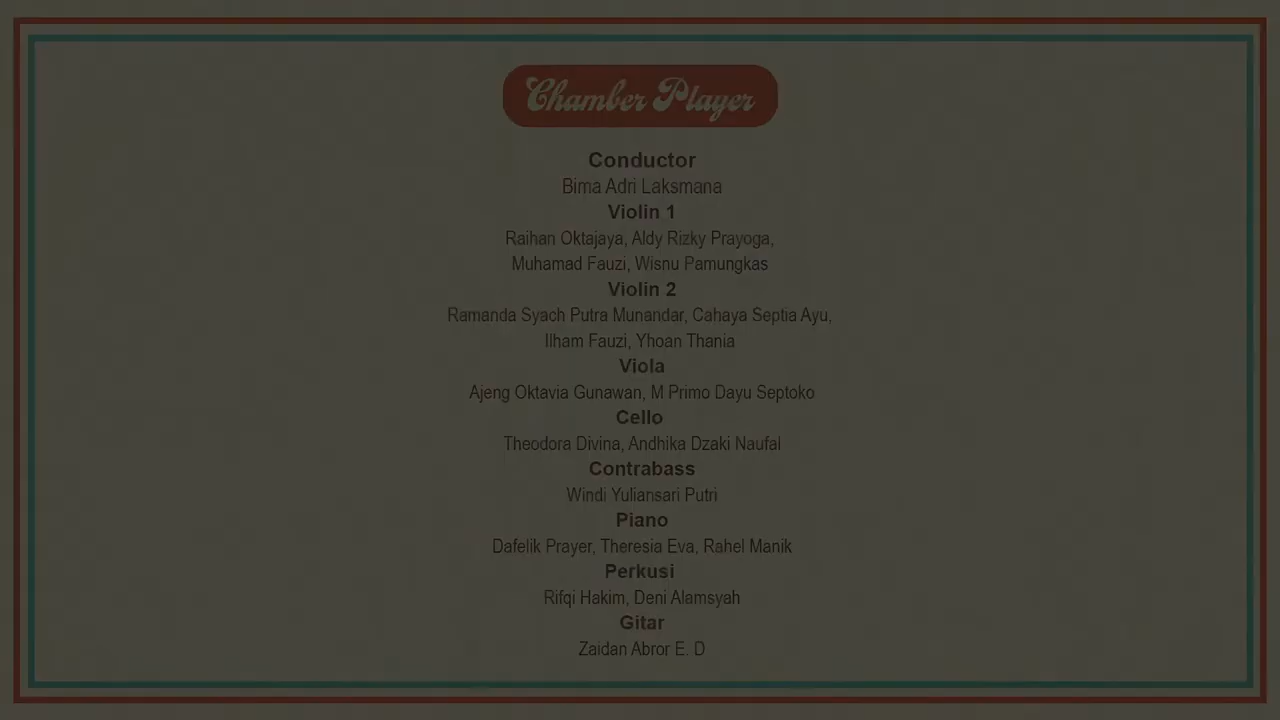 Chamber Player
Conductor
Bima Adri Laksmana
Violin 1
Raihan Oktajaya, Aldy Rizky Prayoga,
Muhamad Fauzi, Wisnu Pamungkas
Violin 2
Ramanda Syach Putra Munandar, Cahaya Septia Ayu,
Ilham Fauzi, Yhoan Thania
Viola
Ajeng Oktavia Gunawan, M Primo Dayu Septoko
Cello
Theodora Divina, Andhika Dzaki Naufal
Contrabass
Windi Yuliansari Putri
Piano
Dafelik Prayer, Theresia Eva, Rahel Manik
Perkusi
Rifqi Hakim, Deni Alamsyah
Gitar
Zaidan Abror E. D